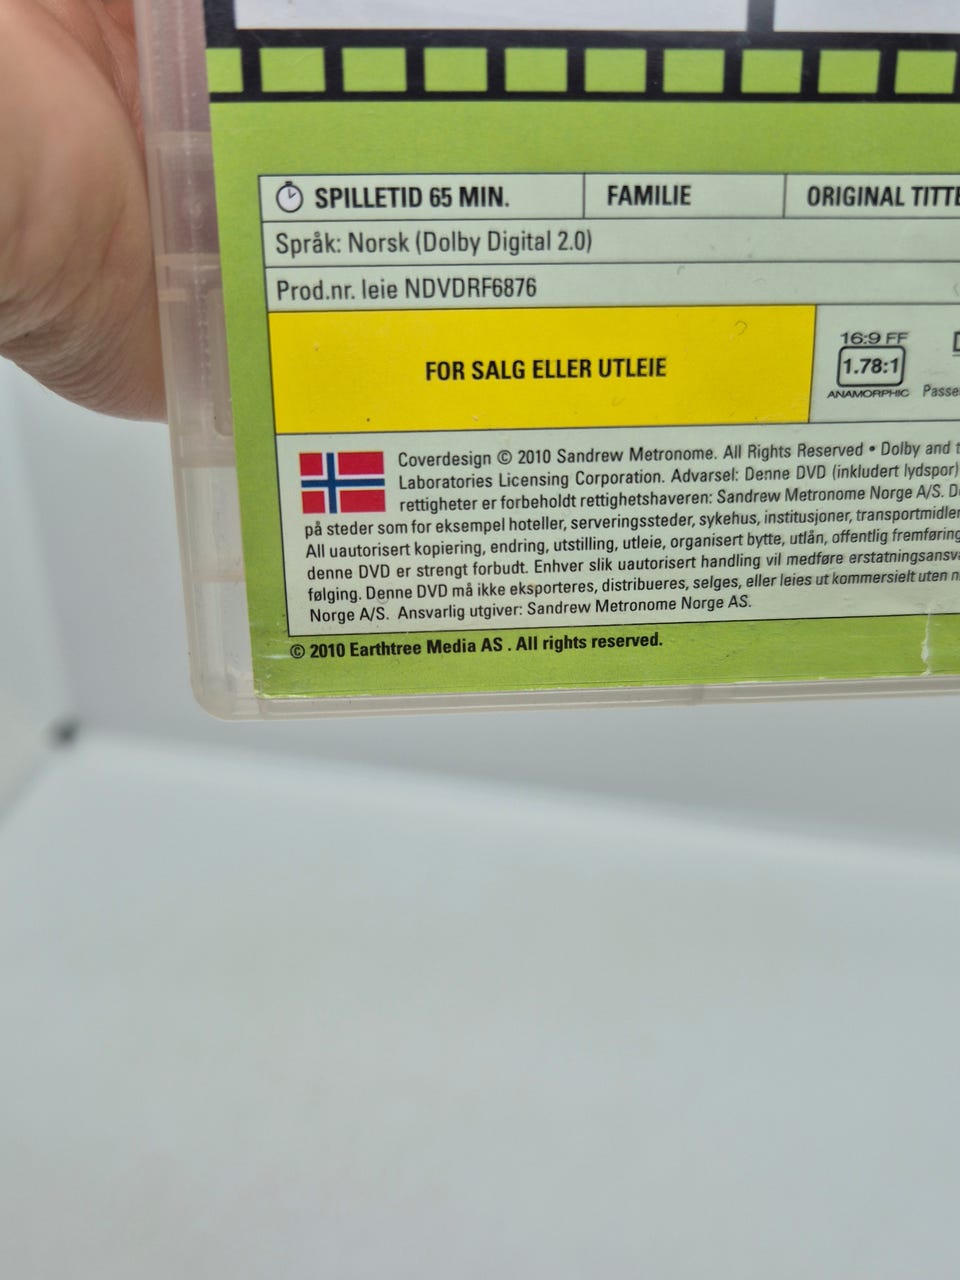 SPILLETID 65 MIN. FAMILIE ORIGINAL TITTE
Språk: Norsk (Dolby Digital 2.0)
Prod.nr. leie NDVDRF6876
FOR SALG ELLER UTLEIE
16:9 FF
1.78:1
ANAMORPHIC Passe
Coverdesign © 2010 Sandrew Metronome. All Rights Reserved • Dolby and
Laboratories Licensing Corporation. Advarsel: Denne DVD (inkludert lydspor)
rettigheter er forbeholdt rettighetshaveren: Sandrew Metronome Norge A/S.
på steder som for eksempel hoteller, serveringssteder, sykehus, institusjoner, transportmidler
All uautorisert kopiering, endring, utstilling, utleie, organisert bytte, utlån, offentlig fremføring
denne DVD er strengt forbudt. Enhver slik uautorisert handling vil medføre erstatningsansva
følging. Denne DVD må ikke eksporteres, distribueres, selges, eller leies ut kommersielt uten
Norge A/S. Ansvarlig utgiver: Sandrew Metronome Norge AS.
© 2010 Earthtree Media AS . All rights reserved.